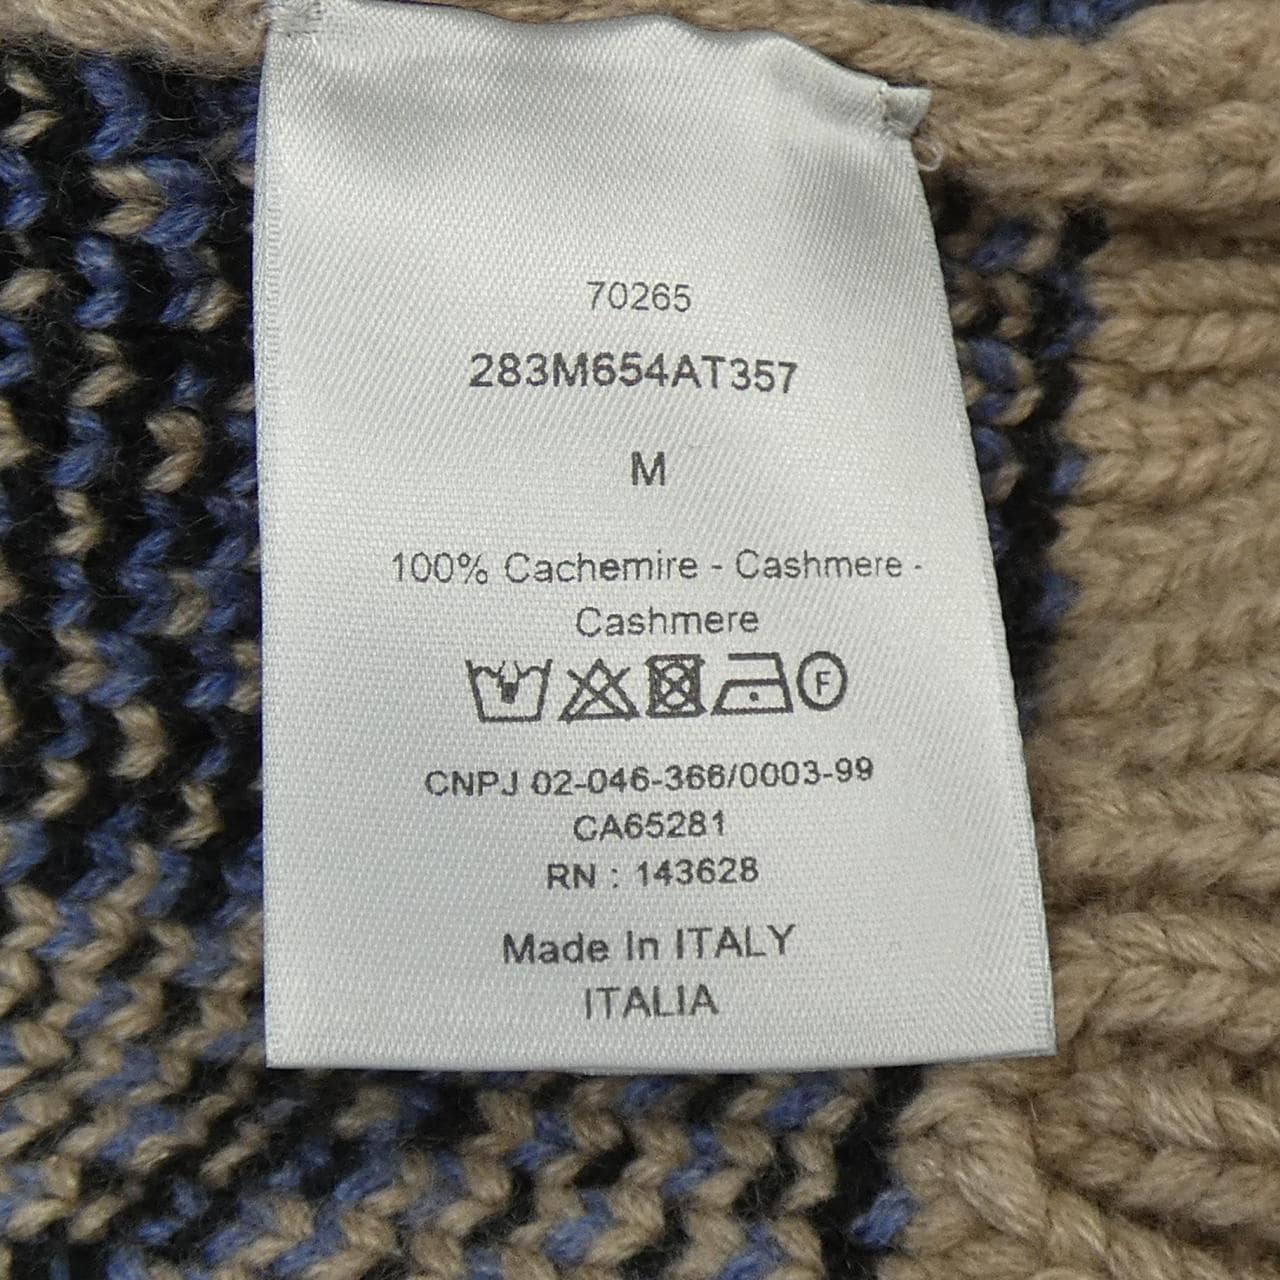 70265
283M654AT357
M
100% Cachemire - Cashmere -
Cashmere
F
CNPJ 02-046-366/0003-99
CA65281
RN : 143628
Made In ITALY
ITALIA